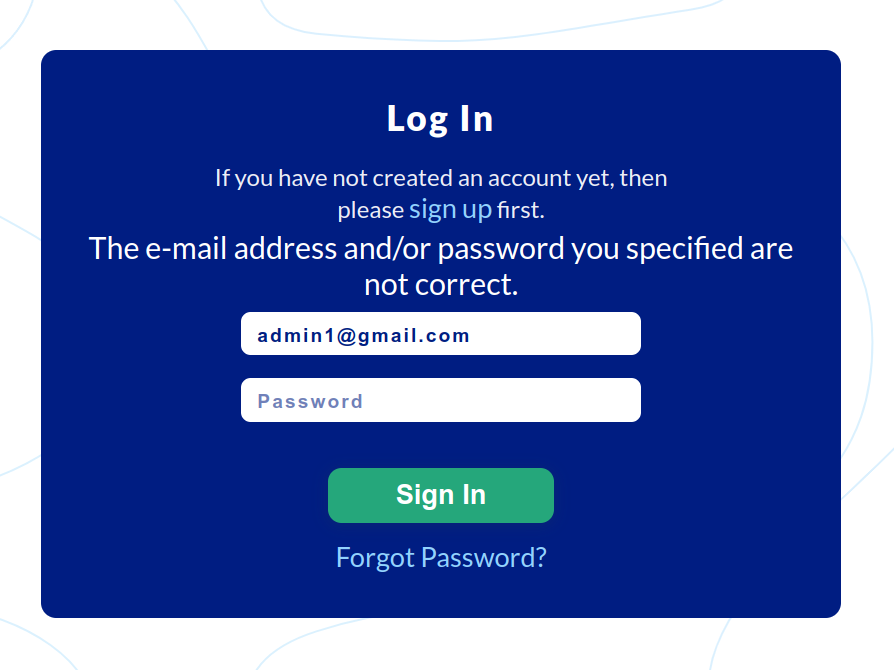 Log In
If you have not created an account yet, then
please sign up first.
The e-mail address and/or password you specified are
not correct.
admin1@gmail.com
Password
Sign In
Forgot Password?